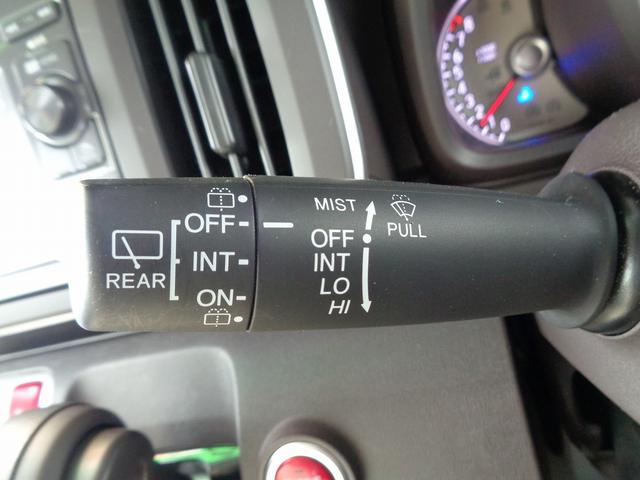 REAR
OFF
INT
ON
MIST
OFF
INT
LO
HI
PULL